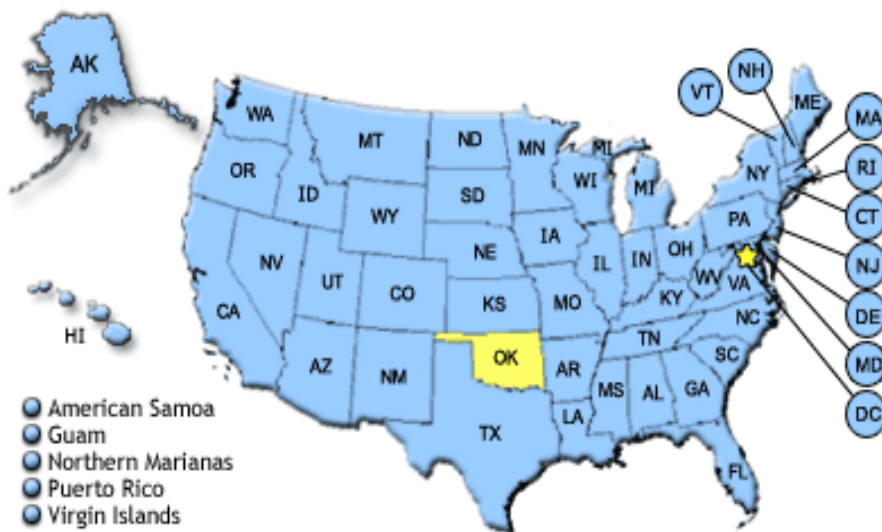 AK
WA
OR
CA
ID
NV
MT
WY
UT
AZ
CO
NM
ND
SD
NE
KS
OK
TX
MN
IA
MO
AR
LA
WI
IL
MI
MI
IN
OH
KY
TN
MS
AL
GA
FL
SC
NC
VA
WV
PA
NY
VT
NH
ME
MA
RI
CT
NJ
DE
MD
DC
HI
American Samoa
Guam
Northern Marianas
Puerto Rico
Virgin Islands